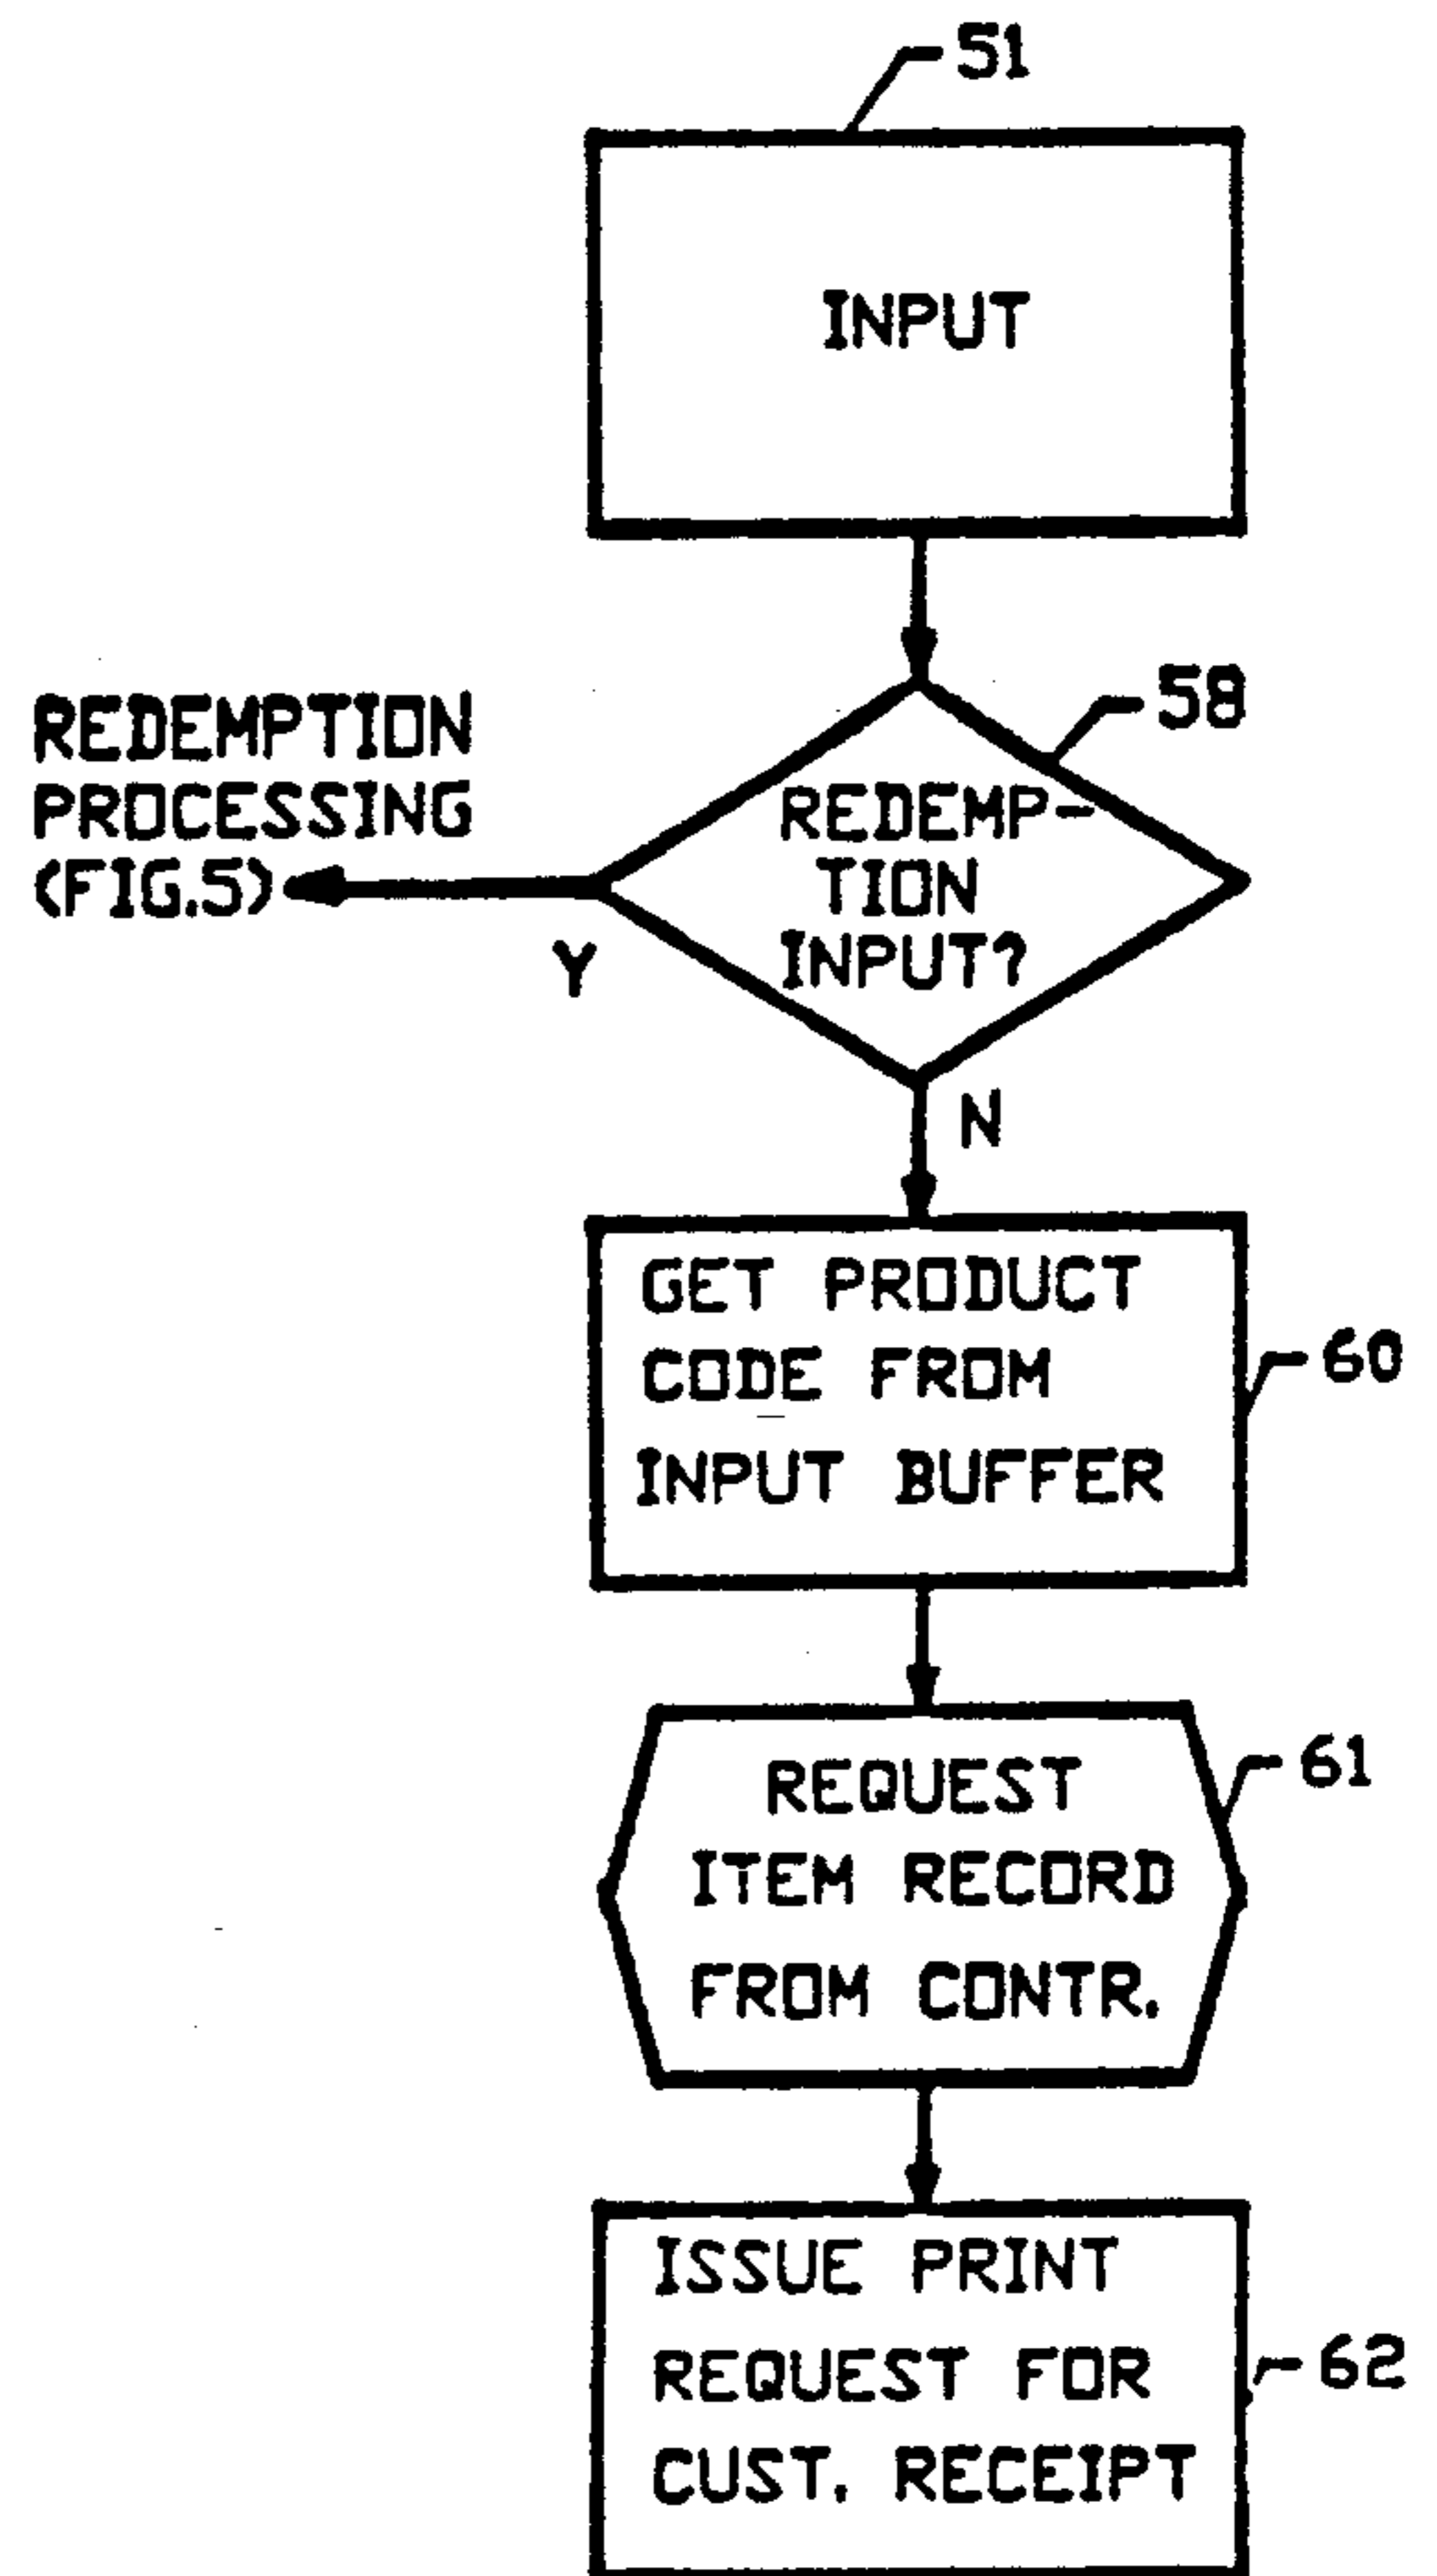 51
INPUT
58
REDEMPTION
PROCESSING
(FIG.5)
REDEMP-
TION
INPUT?
Y
N
GET PRODUCT
CODE FROM
INPUT BUFFER
60
REQUEST
ITEM RECORD
FROM CONTR.
61
ISSUE PRINT
REQUEST FOR
CUST. RECEIPT
62